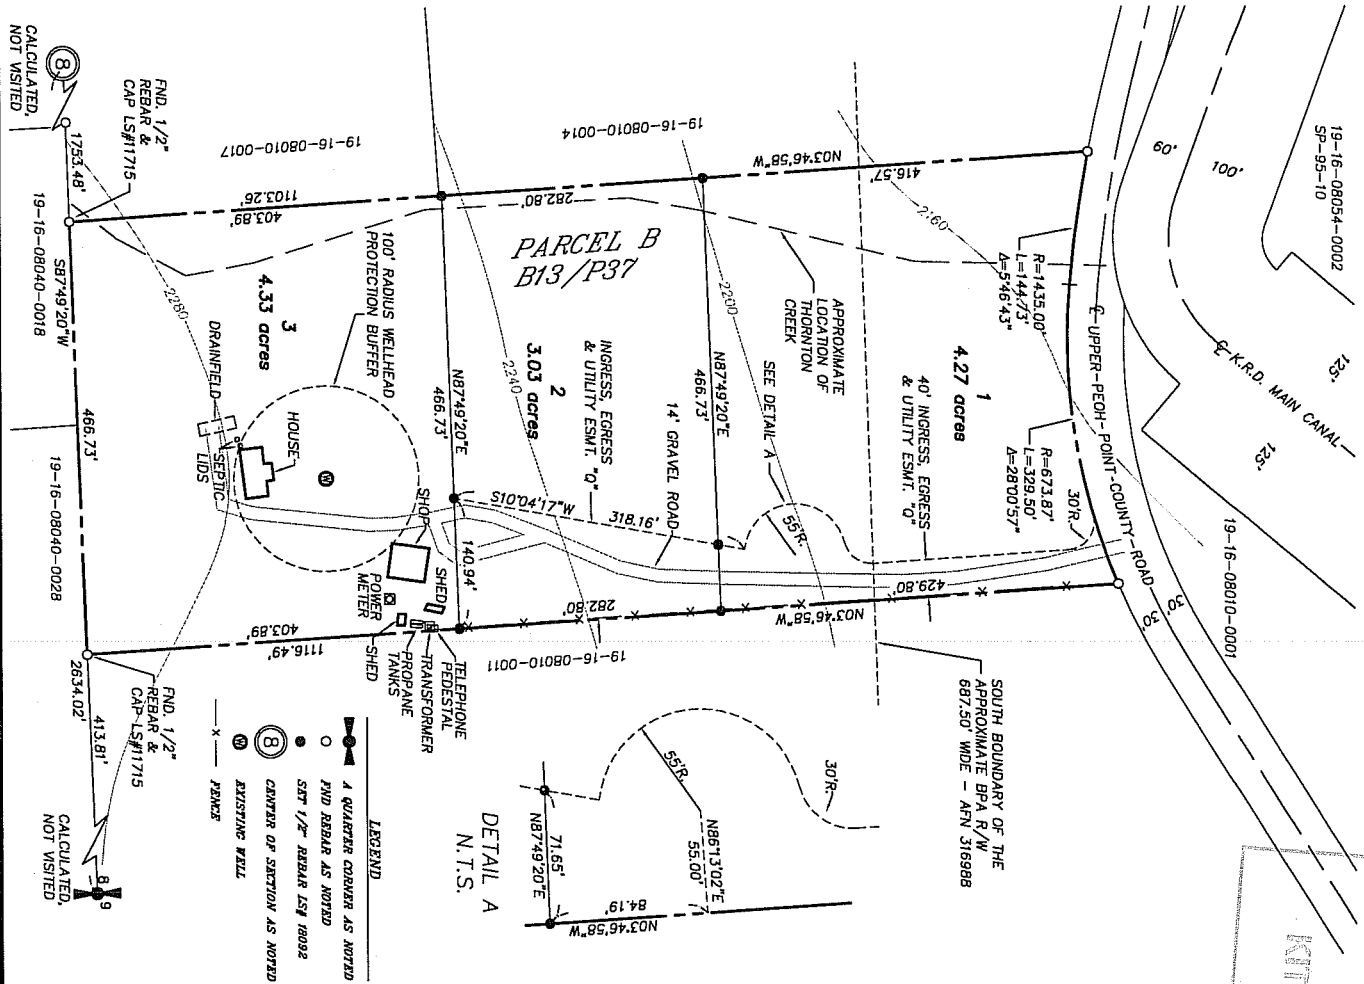 19-16-08054-0002
SP-95-10
60'
100'
125'
℄ K.R.D. MAIN CANAL
125'
℄ UPPER-PEOH-POINT-COUNTY-ROAD
30'
30'
19-16-08010-0001
R=1435.00'
L=144.73'
Δ=5°46'43"
R=673.87'
L=329.50'
Δ=28°00'57"
30'R.
N03°46'58"W
416.57'
19-16-08010-0014
2160
1
4.27 acres
40' INGRESS, EGRESS
& UTILITY ESMT. "Q"
APPROXIMATE
LOCATION OF
THORNTON
CREEK
SEE DETAIL A
55'R.
2200
429.80'
N03°46'58"W
SOUTH BOUNDARY OF THE
APPROXIMATE BPA R/W
687.50' WIDE - AFN 316988
N87°49'20"E
466.73'
PARCEL B
B13/P37
282.80'
2
3.03 acres
INGRESS, EGRESS
& UTILITY ESMT. "Q"
14' GRAVEL ROAD
S10°04'17"W
318.16'
2240
282.80'
19-16-08010-0011
N87°49'20"E
466.73'
140.94'
19-16-08010-0017
1103.26'
403.89'
100' RADIUS WELLHEAD
PROTECTION BUFFER
3
4.33 acres
2280
DRAINFIELD
SEPTIC
LIDS
HOUSE
W
SHOP
SHED
POWER
METER
SHED
PROPANE
TANKS
TRANSFORMER
TELEPHONE
PEDESTAL
403.89'
1116.49'
FND. 1/2"
REBAR &
CAP LS#11715
8
CALCULATED,
NOT VISITED
1753.48'
19-16-08040-0018
S87°49'20"W
466.73'
19-16-08040-0028
2634.02'
413.81'
FND. 1/2"
REBAR &
CAP LS#11715
8
9
CALCULATED,
NOT VISITED
DETAIL A
N.T.S.
55'R.
30'R.
N86°13'02"E
55.00'
71.65'
N87°49'20"E
84.19'
N03°46'58"W
LEGEND
A QUARTER CORNER AS NOTED
FND REBAR AS NOTED
SET 1/2" REBAR LS# 18092
8 CENTER OF SECTION AS NOTED
W EXISTING WELL
x FENCE
KIT